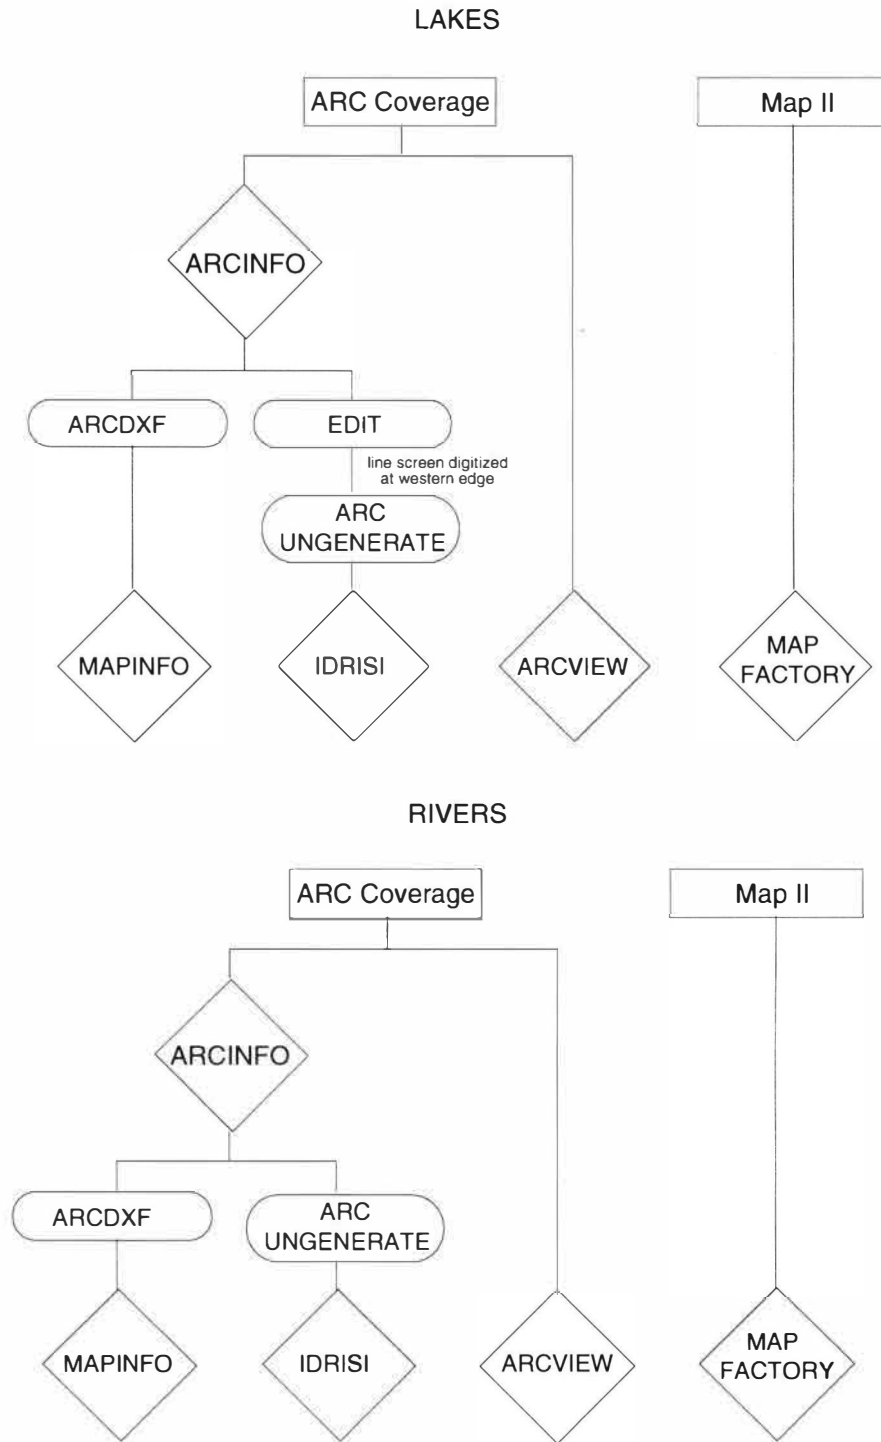 LAKES
ARC Coverage
Map II
ARCINFO
ARCDXF
EDIT
line screen digitized
at western edge
ARC
UNGENERATE
MAPINFO
IDRISI
ARCVIEW
MAP
FACTORY
RIVERS
ARC Coverage
Map II
ARCINFO
ARCDXF
ARC
UNGENERATE
MAPINFO
IDRISI
ARCVIEW
MAP
FACTORY